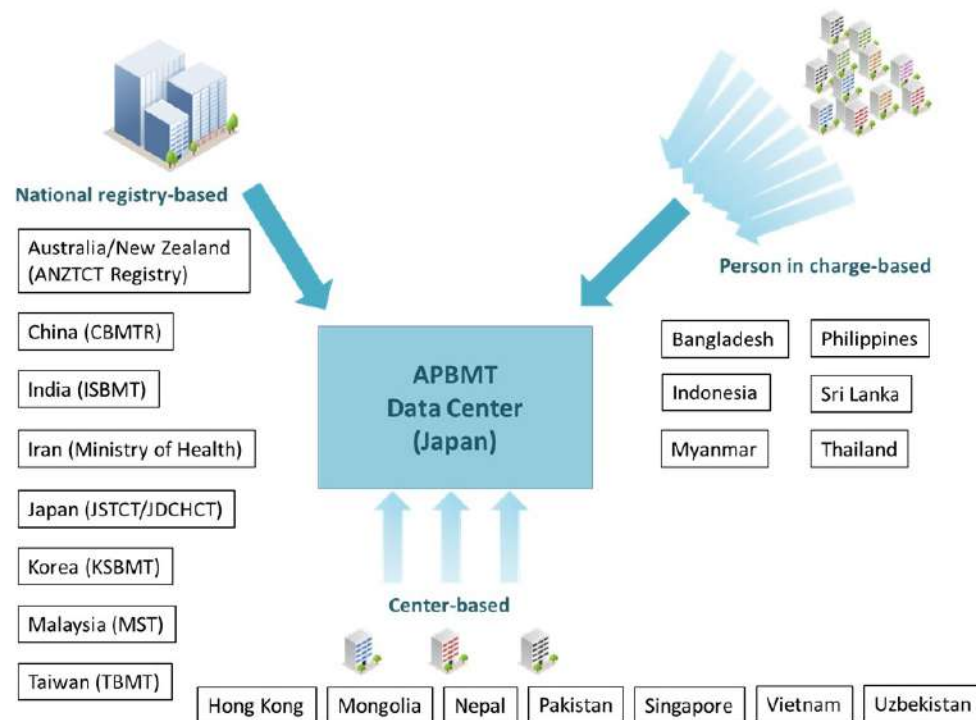 National registry-based
Australia/New Zealand
(ANZTCT Registry)
China (CBMTR)
India (ISBMT)
Iran (Ministry of Health)
Japan (JSTCT/JDCHCT)
Korea (KSBMT)
Malaysia (MST)
Taiwan (TBMT)
APBMT
Data Center
(Japan)
Person in charge-based
Bangladesh
Philippines
Indonesia
Sri Lanka
Myanmar
Thailand
Center-based
Hong Kong
Mongolia
Nepal
Pakistan
Singapore
Vietnam
Uzbekistan